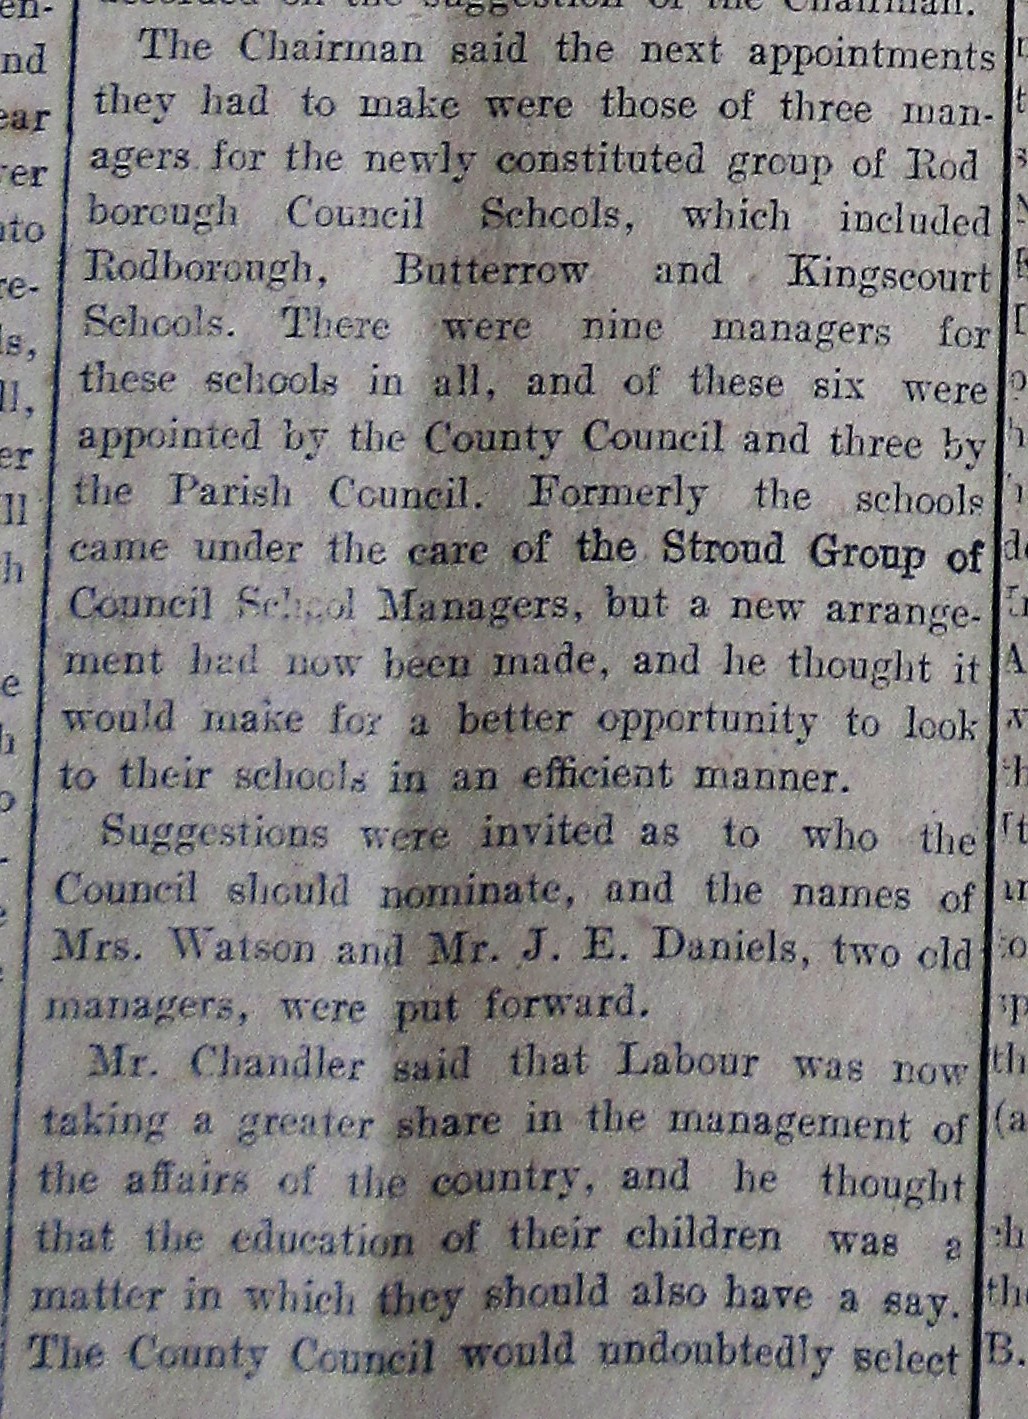 The Chairman said the next appointments
they had to make were those of three man-
agers for the newly constituted group of Rod
borough Council Schools, which included
Rodborough, Butterrow and Kingscourt
Schools. There were nine managers for
these schools in all, and of these six were
appointed by the County Council and three by
the Parish Council. Formerly the schools
came under the care of the Stroud Group of
Council School Managers, but a new arrange-
ment had now been made, and he thought it
would make for a better opportunity to look
to their schools in an efficient manner.
Suggestions were invited as to who the
Council should nominate, and the names of
Mrs. Watson and Mr. J. E. Daniels, two old
managers, were put forward.
Mr. Chandler said that Labour was now
taking a greater share in the management of
the affairs of the country, and he thought
that the education of their children was a
matter in which they should also have a say.
The County Council would undoubtedly select